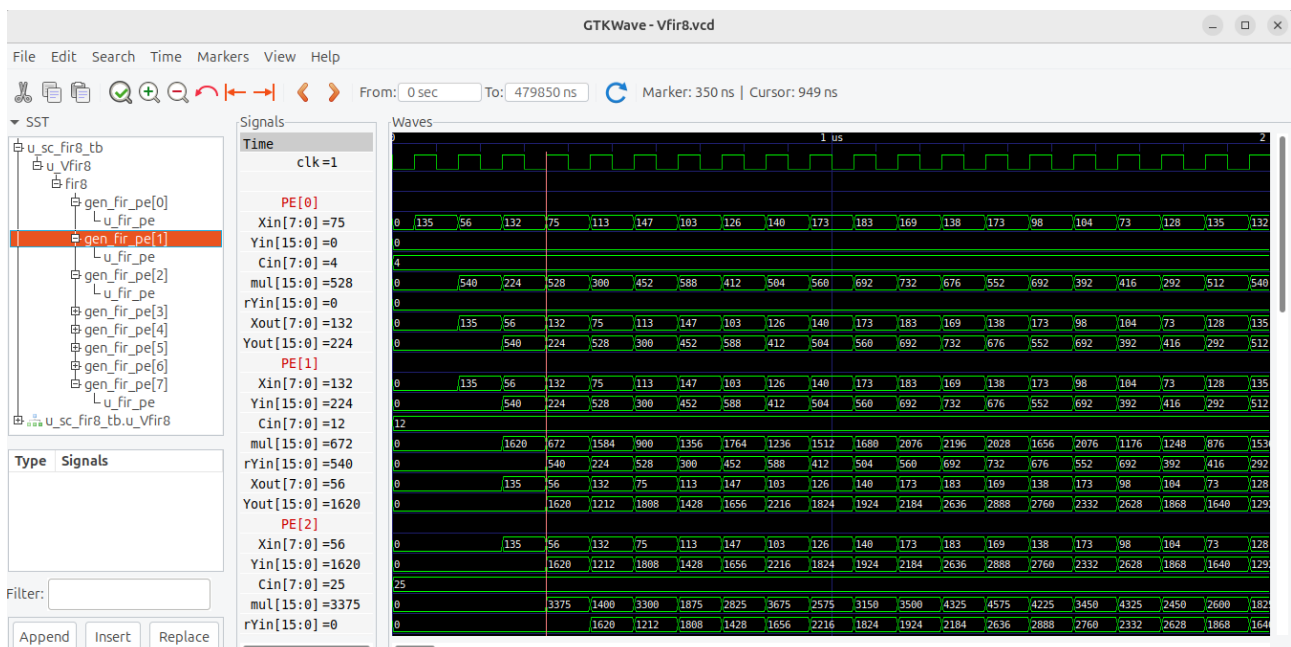 GTKWave - Vfir8.vcd
File Edit Search Time Markers View Help
From: 0 sec To: 479850 ns Marker: 350 ns | Cursor: 949 ns
SST
u_sc_fir8_tb
u_Vfir8
fir8
gen_fir_pe[0]
u_fir_pe
gen_fir_pe[1]
u_fir_pe
gen_fir_pe[2]
u_fir_pe
gen_fir_pe[3]
gen_fir_pe[4]
gen_fir_pe[5]
gen_fir_pe[6]
gen_fir_pe[7]
u_fir_pe
u_sc_fir8_tb.u_Vfir8
Type Signals
Filter:
Append Insert Replace
Signals
Waves
Time 0 1 us 2
clk=1
PE[0]
Xin[7:0]=75 0 135 56 132 75 113 147 103 126 140 173 183 169 138 173 98 104 73 128 135 132
Yin[15:0]=0 0
Cin[7:0]=4 4
mul[15:0]=528 0 540 224 528 300 452 588 412 504 560 692 732 676 552 692 392 416 292 512 540
rYin[15:0]=0 0
Xout[7:0]=132 0 135 56 132 75 113 147 103 126 140 173 183 169 138 173 98 104 73 128 135
Yout[15:0]=224 0 540 224 528 300 452 588 412 504 560 692 732 676 552 692 392 416 292 512
PE[1]
Xin[7:0]=132 0 135 56 132 75 113 147 103 126 140 173 183 169 138 173 98 104 73 128 135
Yin[15:0]=224 0 540 224 528 300 452 588 412 504 560 692 732 676 552 692 392 416 292 512
Cin[7:0]=12 12
mul[15:0]=672 0 1620 672 1584 900 1356 1764 1236 1512 1680 2076 2196 2028 1656 2076 1176 1248 876 153
rYin[15:0]=540 0 540 224 528 300 452 588 412 504 560 692 732 676 552 692 392 416 292
Xout[7:0]=56 0 135 56 132 75 113 147 103 126 140 173 183 169 138 173 98 104 73 128
Yout[15:0]=1620 0 1620 1212 1808 1428 1656 2216 1824 1924 2184 2636 2888 2760 2332 2628 1868 1640 129
PE[2]
Xin[7:0]=56 0 135 56 132 75 113 147 103 126 140 173 183 169 138 173 98 104 73 128
Yin[15:0]=1620 0 1620 1212 1808 1428 1656 2216 1824 1924 2184 2636 2888 2760 2332 2628 1868 1640 129
Cin[7:0]=25 25
mul[15:0]=3375 0 3375 1400 3300 1875 2825 3675 2575 3150 3500 4325 4575 4225 3450 4325 2450 2600 182
rYin[15:0]=0 0 1620 1212 1808 1428 1656 2216 1824 1924 2184 2636 2888 2760 2332 2628 1868 164